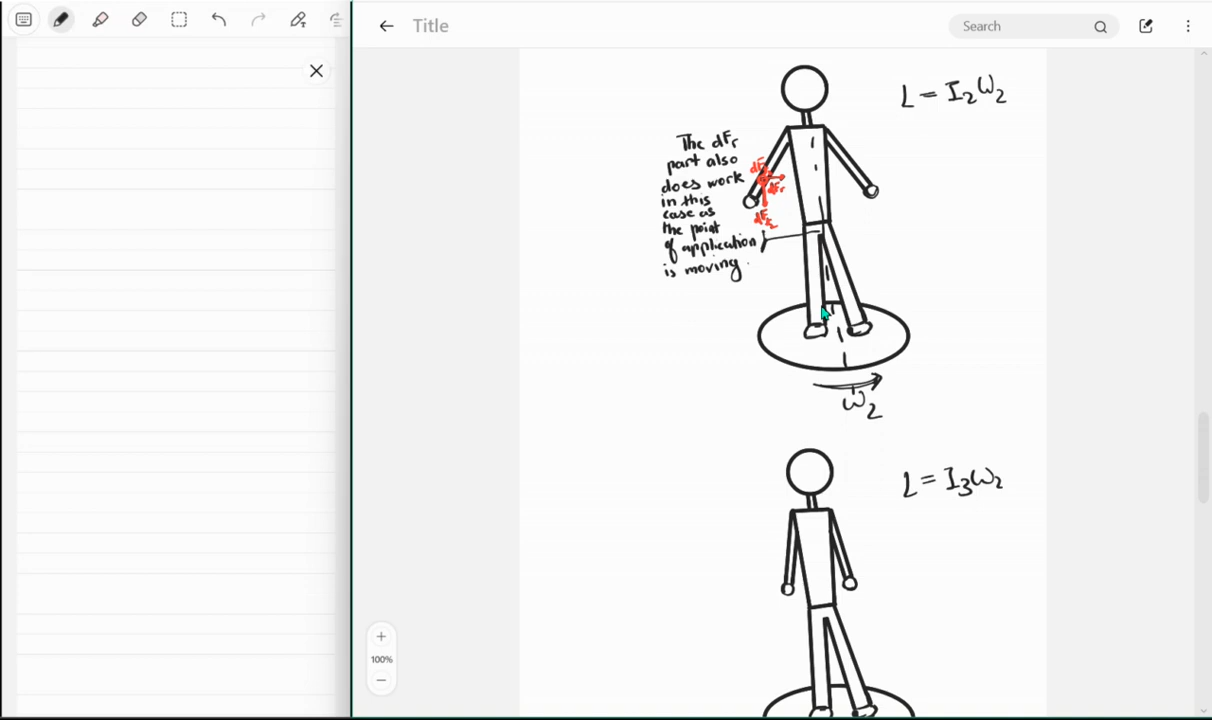 Title
Search
L = I₂ω₂
The dFᵣ
part also
does work
in this
case as
the point
of application
is moving.
dFᵣ
ω₂
L = I₃ω₂
100%